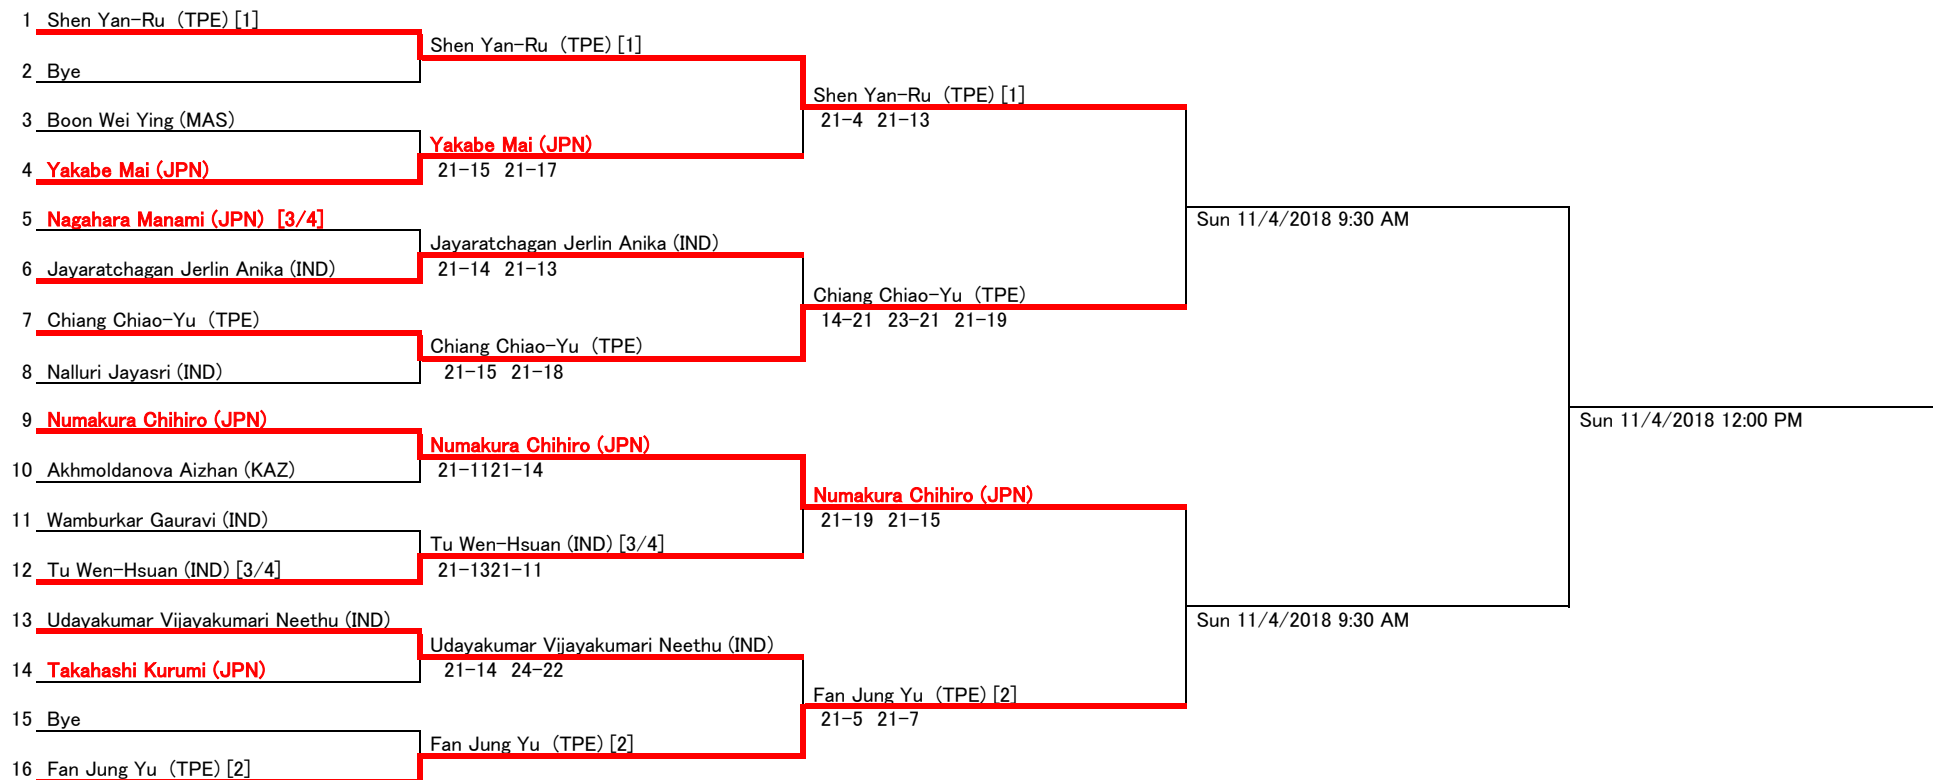 1 Shen Yan-Ru (TPE) [1]
Shen Yan-Ru (TPE) [1]
2 Bye
Shen Yan-Ru (TPE) [1]
3 Boon Wei Ying (MAS)
21-4 21-13
Yakabe Mai (JPN)
4 Yakabe Mai (JPN)
21-15 21-17
5 Nagahara Manami (JPN) [3/4]
Sun 11/4/2018 9:30 AM
Jayaratchagan Jerlin Anika (IND)
6 Jayaratchagan Jerlin Anika (IND)
21-14 21-13
Chiang Chiao-Yu (TPE)
7 Chiang Chiao-Yu (TPE)
14-21 23-21 21-19
Chiang Chiao-Yu (TPE)
8 Nalluri Jayasri (IND)
21-15 21-18
9 Numakura Chihiro (JPN)
Sun 11/4/2018 12:00 PM
Numakura Chihiro (JPN)
10 Akhmoldanova Aizhan (KAZ)
21-1121-14
Numakura Chihiro (JPN)
11 Wamburkar Gauravi (IND)
21-19 21-15
Tu Wen-Hsuan (IND) [3/4]
12 Tu Wen-Hsuan (IND) [3/4]
21-1321-11
13 Udayakumar Vijayakumari Neethu (IND)
Sun 11/4/2018 9:30 AM
Udayakumar Vijayakumari Neethu (IND)
14 Takahashi Kurumi (JPN)
21-14 24-22
Fan Jung Yu (TPE) [2]
15 Bye
21-5 21-7
Fan Jung Yu (TPE) [2]
16 Fan Jung Yu (TPE) [2]